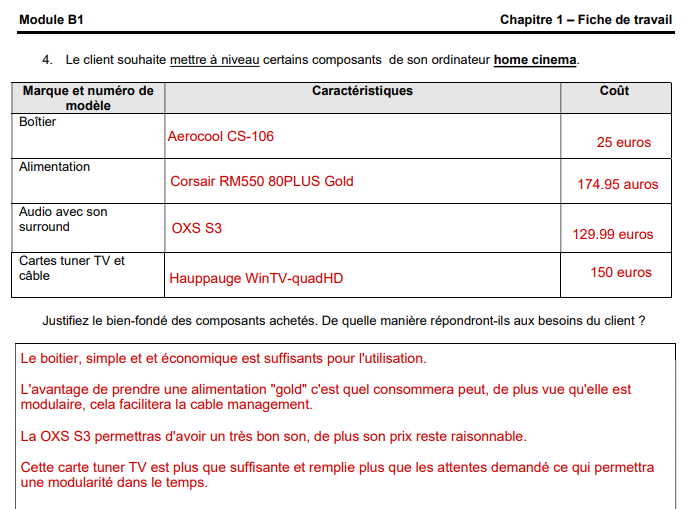 Module B1
Chapitre 1 – Fiche de travail
4. Le client souhaite mettre à niveau certains composants de son ordinateur home cinema.
Marque et numéro de modèle
Caractéristiques
Coût
Boîtier
Aerocool CS-106
25 euros
Alimentation
Corsair RM550 80PLUS Gold
174.95 auros
Audio avec son surround
OXS S3
129.99 euros
Cartes tuner TV et câble
Hauppauge WinTV-quadHD
150 euros
Justifiez le bien-fondé des composants achetés. De quelle manière répondront-ils aux besoins du client ?
Le boitier, simple et et économique est suffisants pour l'utilisation.
L'avantage de prendre une alimentation "gold" c'est quel consommera peut, de plus vue qu'elle est
modulaire, cela facilitera la cable management.
La OXS S3 permettras d'avoir un très bon son, de plus son prix reste raisonnable.
Cette carte tuner TV est plus que suffisante et remplie plus que les attentes demandé ce qui permettra
une modularité dans le temps.